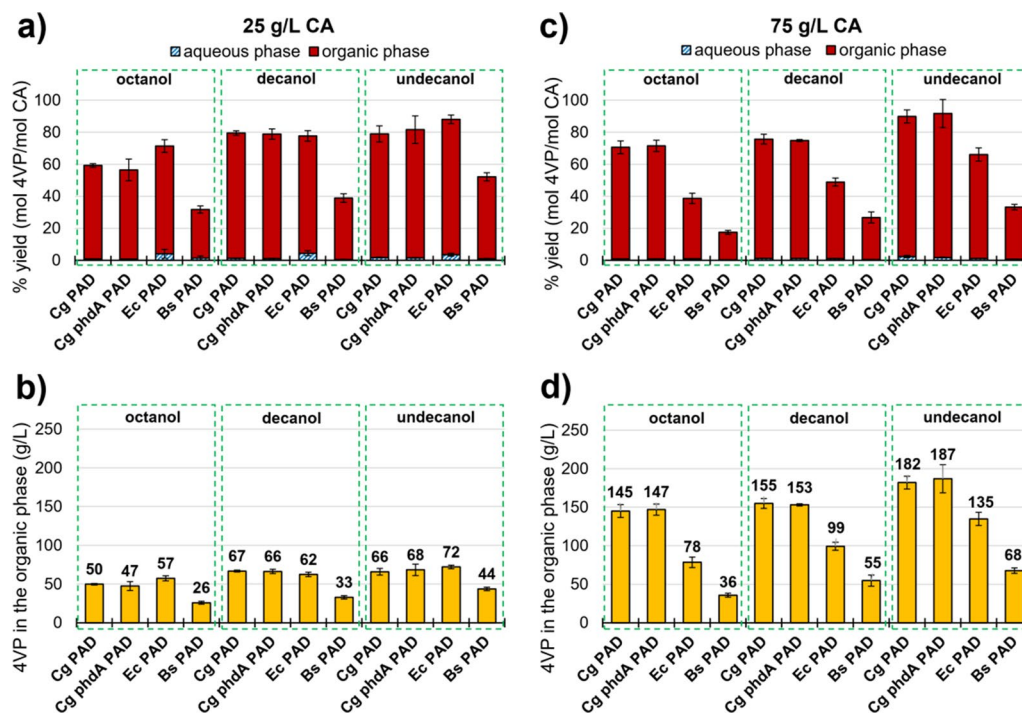 a)
25 g/L CA
aqueous phase organic phase
octanol decanol undecanol
% yield (mol 4VP/mol CA)
100
80
60
40
20
0
Cg PAD
Cg phdA PAD
Ec PAD
Bs PAD
Cg PAD
Cg phdA PAD
Ec PAD
Bs PAD
Cg PAD
Cg phdA PAD
Ec PAD
Bs PAD
c)
75 g/L CA
aqueous phase organic phase
octanol decanol undecanol
% yield (mol 4VP/mol CA)
100
80
60
40
20
0
Cg PAD
Cg phdA PAD
Ec PAD
Bs PAD
Cg PAD
Cg phdA PAD
Ec PAD
Bs PAD
Cg PAD
Cg phdA PAD
Ec PAD
Bs PAD
b)
octanol decanol undecanol
4VP in the organic phase (g/L)
250
200
150
100
50
0
50 47 57 26 67 66 62 33 66 68 72 44
Cg PAD
Cg phdA PAD
Ec PAD
Bs PAD
Cg PAD
Cg phdA PAD
Ec PAD
Bs PAD
Cg PAD
Cg phdA PAD
Ec PAD
Bs PAD
d)
octanol decanol undecanol
4VP in the organic phase (g/L)
250
200
150
100
50
0
145 147 78 36 155 153 99 55 182 187 135 68
Cg PAD
Cg phdA PAD
Ec PAD
Bs PAD
Cg PAD
Cg phdA PAD
Ec PAD
Bs PAD
Cg PAD
Cg phdA PAD
Ec PAD
Bs PAD